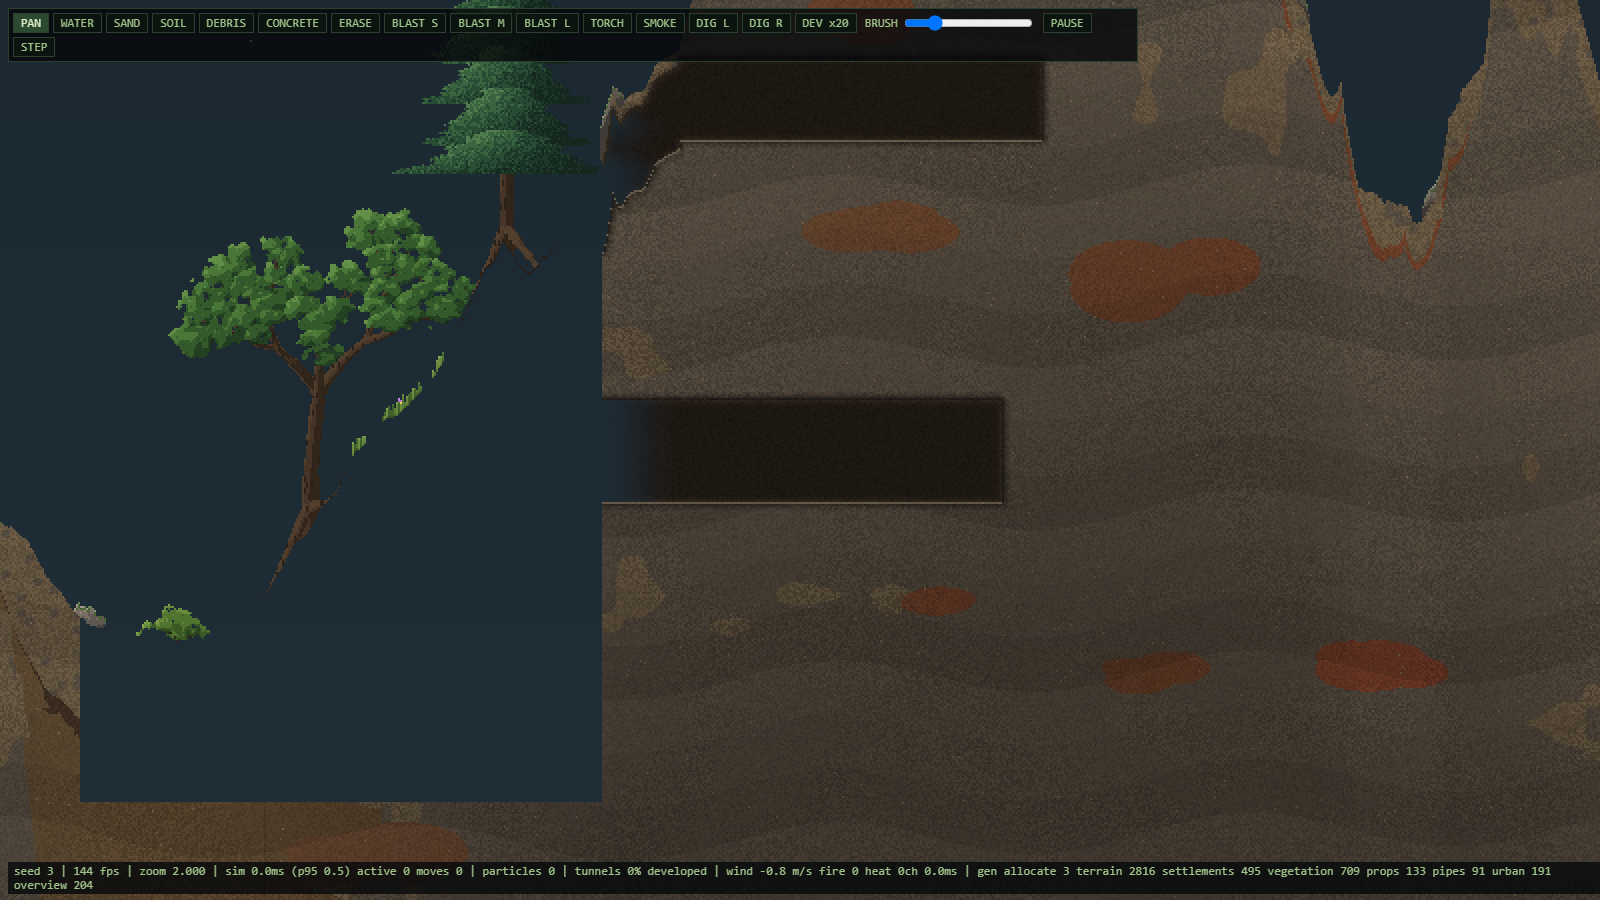 PAN WATER SAND SOIL DEBRIS CONCRETE ERASE BLAST S BLAST M BLAST L TORCH SMOKE DIG L DIG R DEV x20 BRUSH PAUSE
STEP
seed 3 | 144 fps | zoom 2.000 | sim 0.0ms (p95 0.5) active 0 moves 0 | particles 0 | tunnels 0% developed | wind -0.8 m/s fire 0 heat 0ch 0.0ms | gen allocate 3 terrain 2816 settlements 495 vegetation 709 props 133 pipes 91 urban 191
overview 204